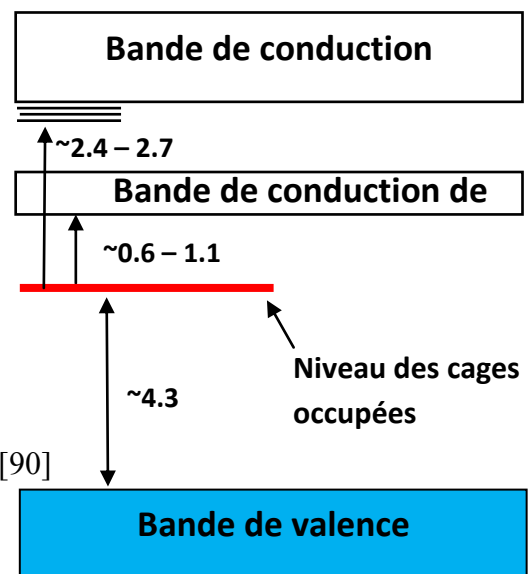 Bande de conduction
~2.4 – 2.7
Bande de conduction de
~0.6 – 1.1
Niveau des cages
occupées
~4.3
[90]
Bande de valence